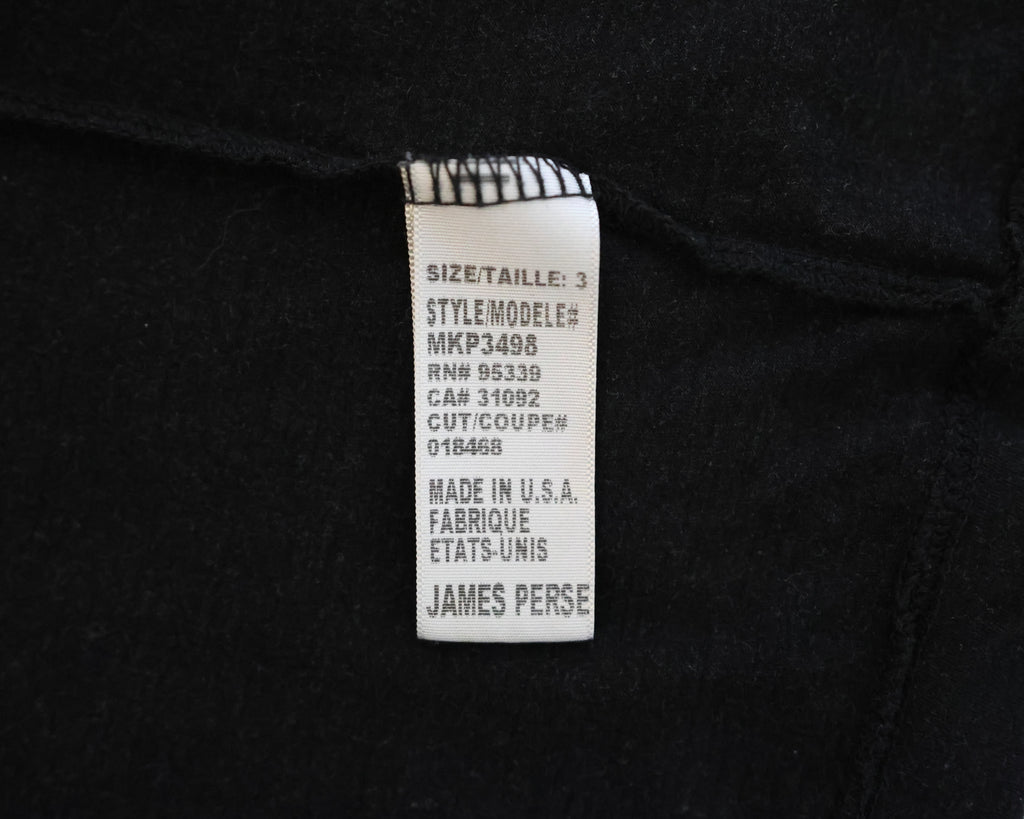 SIZE/TAILLE: 3
STYLE/MODELE#
MKP3498
RN# 95339
CA# 31092
CUT/COUPE#
018468
MADE IN U.S.A.
FABRIQUE
ETATS-UNIS
JAMES PERSE